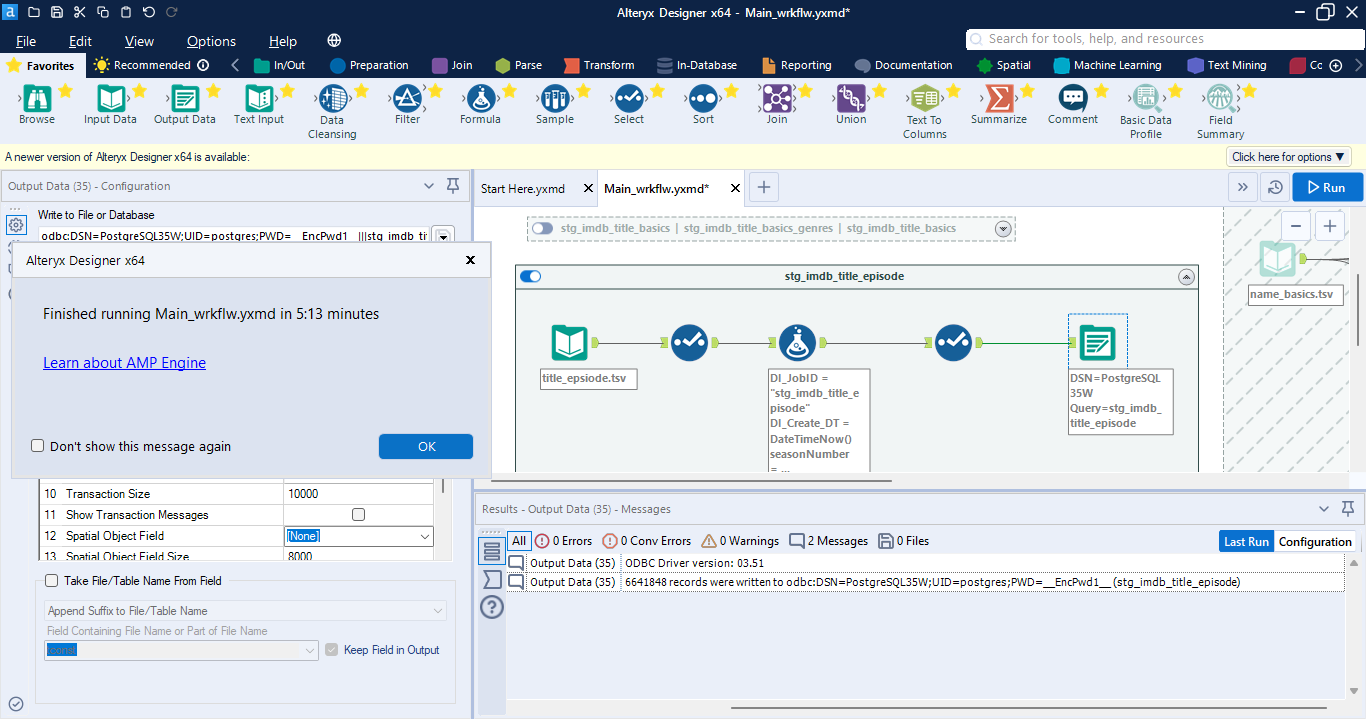 Alteryx Designer x64 - Main_wrkflw.yxmd*
File Edit View Options Help
Search for tools, help, and resources
Favorites Recommended In/Out Preparation Join Parse Transform In-Database Reporting Documentation Spatial Machine Learning Text Mining Cc
Browse Input Data Output Data Text Input Data Cleansing Filter Formula Sample Select Sort Join Union Text To Columns Summarize Comment Basic Data Profile Field Summary
A newer version of Alteryx Designer x64 is available:
Click here for options ▼
Output Data (35) - Configuration
Write to File or Database
odbc:DSN=PostgreSQL35W;UID=postgres;PWD=__EncPwd1__|||stg_imdb_tit
Alteryx Designer x64
Finished running Main_wrkflw.yxmd in 5:13 minutes
Learn about AMP Engine
Don't show this message again
OK
10 Transaction Size 10000
11 Show Transaction Messages
12 Spatial Object Field [None]
13 Spatial Object Field Size 8000
Take File/Table Name From Field
Append Suffix to File/Table Name
Field Containing File Name or Part of File Name
Keep Field in Output
Start Here.yxmd
Main_wrkflw.yxmd*
Run
stg_imdb_title_basics | stg_imdb_title_basics_genres | stg_imdb_title_basics
stg_imdb_title_episode
title_epsiode.tsv
DI_JobID =
"stg_imdb_title_e
pisode"
DI_Create_DT =
DateTimeNow()
seasonNumber
= ...
DSN=PostgreSQL
35W
Query=stg_imdb_
title_episode
name_basics.tsv
Results - Output Data (35) - Messages
All 0 Errors 0 Conv Errors 0 Warnings 2 Messages 0 Files
Last Run Configuration
Output Data (35) ODBC Driver version: 03.51
Output Data (35) 6641848 records were written to odbc:DSN=PostgreSQL35W;UID=postgres;PWD=__EncPwd1__ (stg_imdb_title_episode)